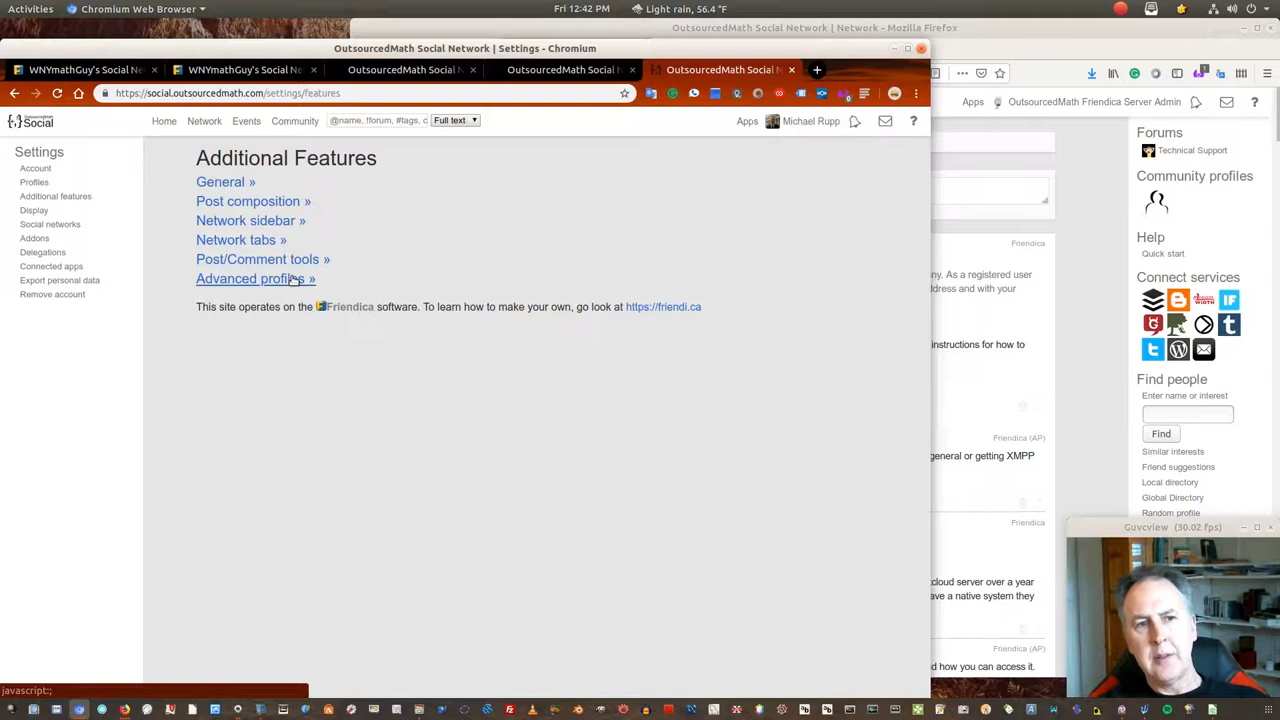 Activities
Chromium Web Browser
Fri 12:42 PM
Light rain, 56.4 °F
OutsourcedMath Social Network | Network - Mozilla Firefox
OutsourcedMath Social Network | Settings - Chromium
WNYmathGuy's Social Ne
WNYmathGuy's Social Ne
OutsourcedMath Social N
OutsourcedMath Social N
OutsourcedMath Social N
https://social.outsourcedmath.com/settings/features
Social
Home
Network
Events
Community
@name, !forum, #tags, c
Full text
Apps
Michael Rupp
Apps
OutsourcedMath Friendica Server Admin
Settings
Account
Profiles
Additional features
Display
Social networks
Addons
Delegations
Connected apps
Export personal data
Remove account
Additional Features
General »
Post composition »
Network sidebar »
Network tabs »
Post/Comment tools »
Advanced profiles »
This site operates on the Friendica software. To learn how to make your own, go look at https://friendi.ca
Friendica
ny. As a registered user
address and with your
instructions for how to
Friendica (AP)
general or getting XMPP
Friendica
tcloud server over a year
ave a native system they
Friendica (AP)
d how you can access it.
Forums
Technical Support
Community profiles
Help
Quick start
Connect services
Find people
Enter name or interest
Find
Similar interests
Friend suggestions
Local directory
Global Directory
Random profile
Guvcview (30.02 fps)
javascript:;